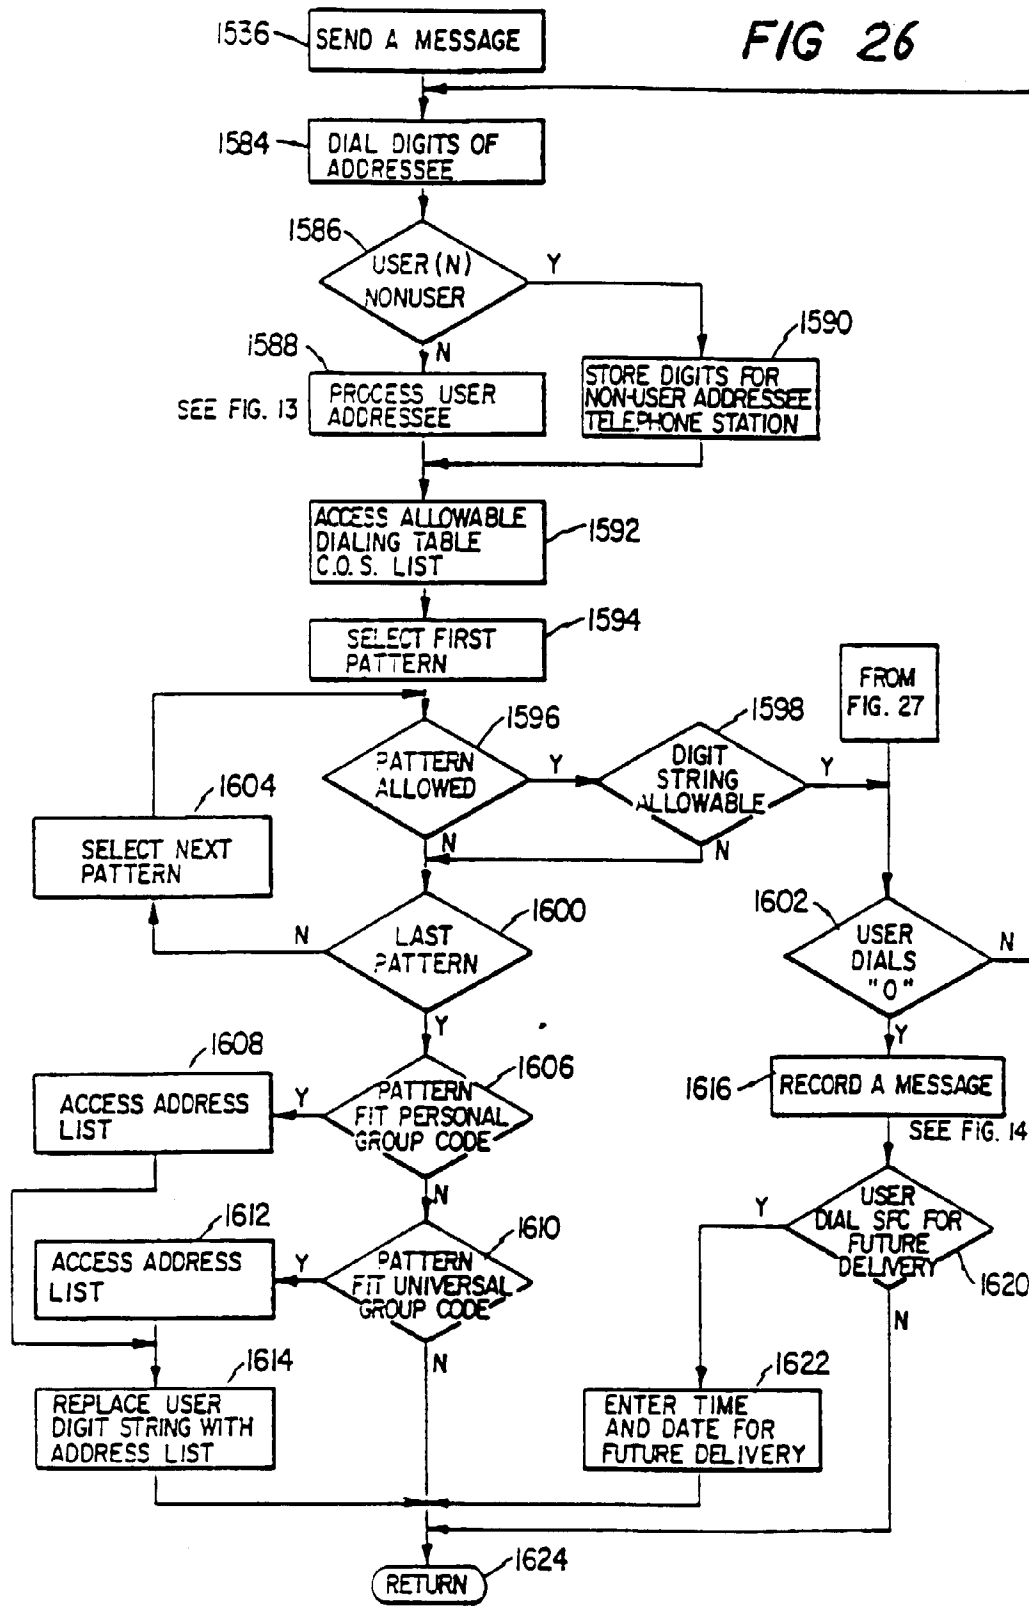 FIG 26
1536
SEND A MESSAGE
1584
DIAL DIGITS OF
ADDRESSEE
1586
USER (N)
NONUSER
Y
N
1588
PROCESS USER
ADDRESSEE
SEE FIG. 13
1590
STORE DIGITS FOR
NON-USER ADDRESSEE
TELEPHONE STATION
ACCESS ALLOWABLE
DIALING TABLE
C.O.S. LIST
1592
SELECT FIRST
PATTERN
1594
FROM
FIG. 27
1596
PATTERN
ALLOWED
Y
N
1598
DIGIT
STRING
ALLOWABLE
Y
N
1604
SELECT NEXT
PATTERN
1600
LAST
PATTERN
N
Y
1602
USER
DIALS
"0"
N
Y
1608
ACCESS ADDRESS
LIST
Y
1606
PATTERN
FIT PERSONAL
GROUP CODE
N
1616
RECORD A MESSAGE
SEE FIG. 14
1612
ACCESS ADDRESS
LIST
Y
1610
PATTERN
FIT UNIVERSAL
GROUP CODE
N
Y
USER
DIAL SFC FOR
FUTURE
DELIVERY
1620
N
1614
REPLACE USER
DIGIT STRING WITH
ADDRESS LIST
1622
ENTER TIME
AND DATE FOR
FUTURE DELIVERY
RETURN
1624